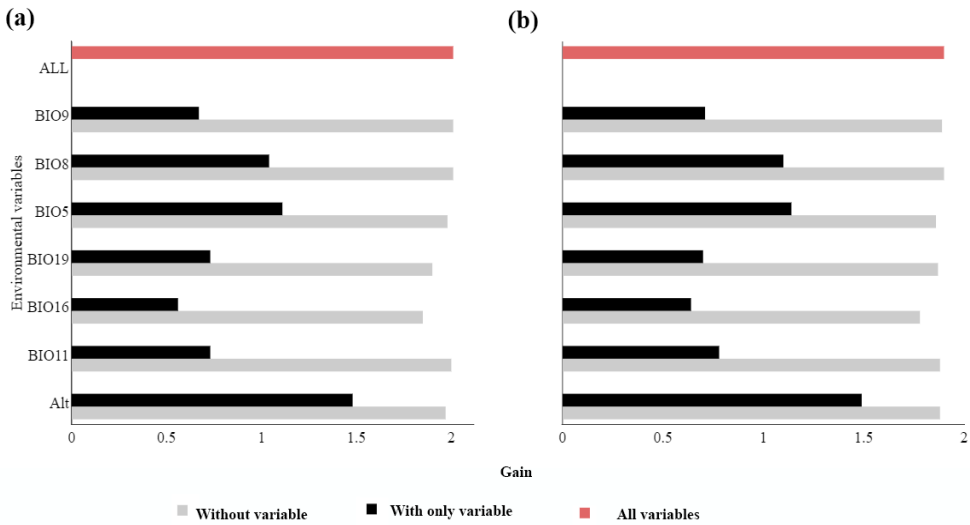 (a)
(b)
Environmental variables
ALL
BIO9
BIO8
BIO5
BIO19
BIO16
BIO11
Alt
0 0.5 1 1.5 2
0 0.5 1 1.5 2
Gain
Without variable With only variable All variables